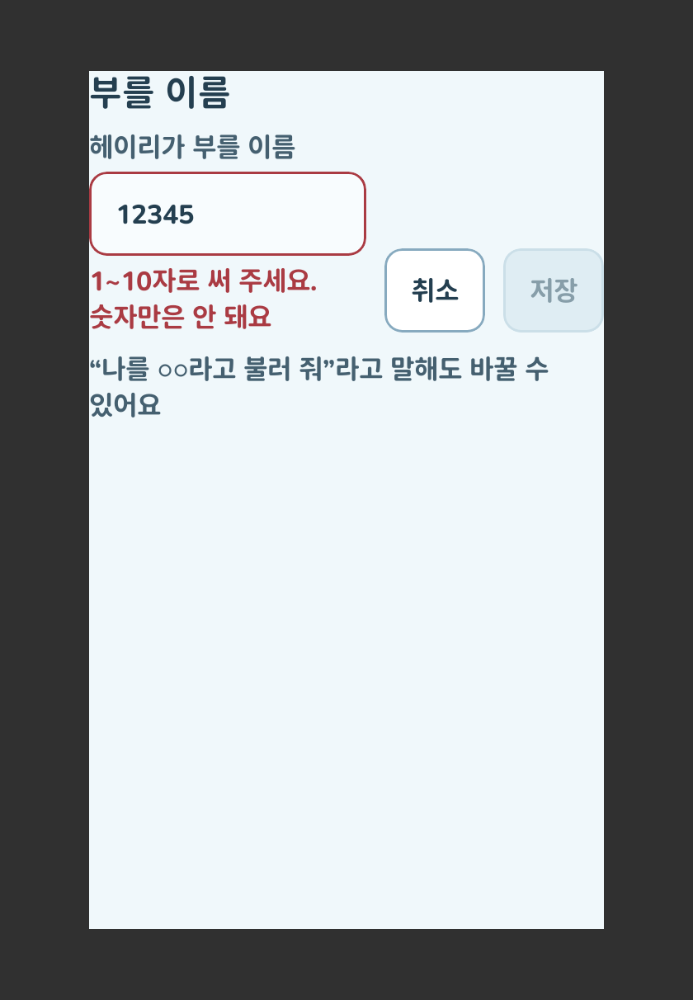 부를 이름
헤이리가 부를 이름
12345
1~10자로 써 주세요.
숫자만은 안 돼요
취소
저장
“나를 ○○라고 불러 줘”라고 말해도 바꿀 수
있어요